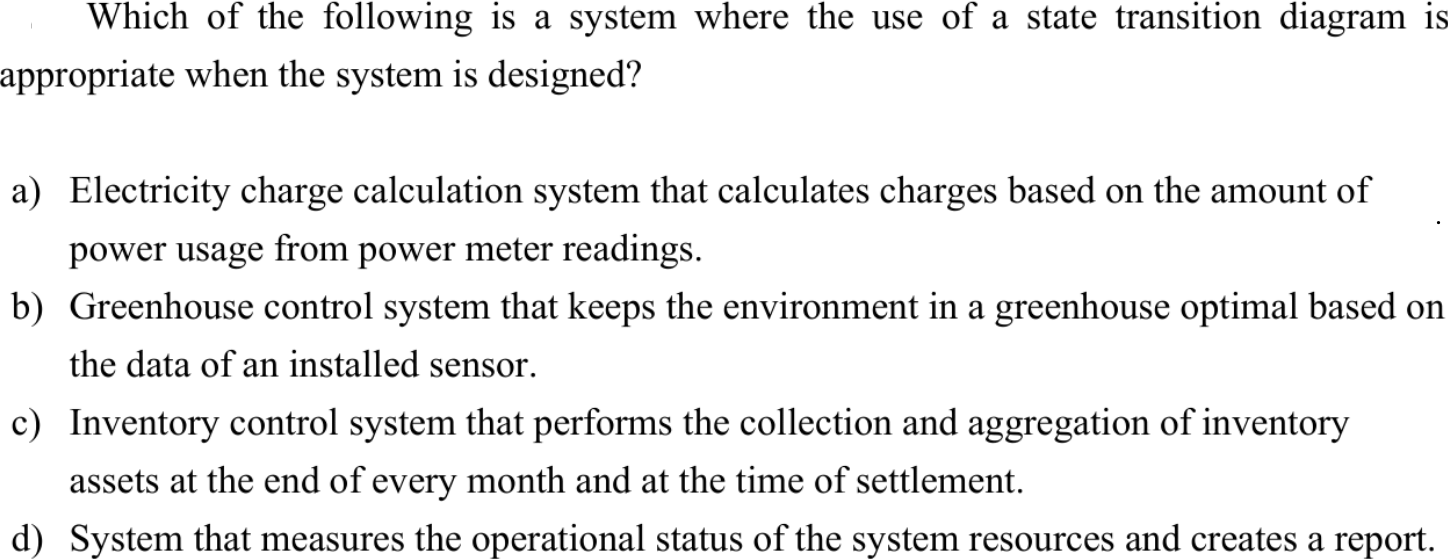 Which of the following is a system where the use of a state transition diagram is
appropriate when the system is designed?
a) Electricity charge calculation system that calculates charges based on the amount of
power usage from power meter readings.
b) Greenhouse control system that keeps the environment in a greenhouse optimal based on
the data of an installed sensor.
c) Inventory control system that performs the collection and aggregation of inventory
assets at the end of every month and at the time of settlement.
d) System that measures the operational status of the system resources and creates a report.